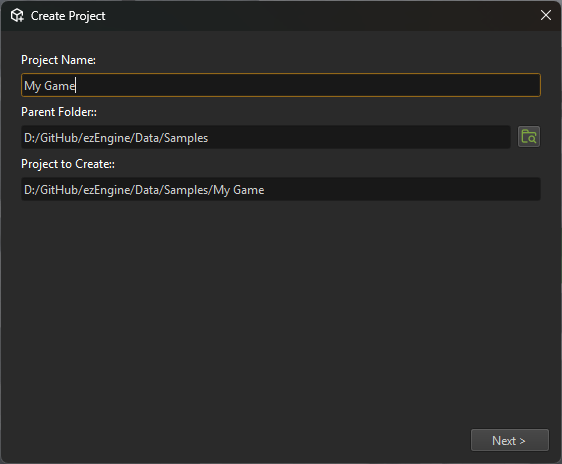 Create Project
Project Name:
My Game
Parent Folder::
D:/GitHub/ezEngine/Data/Samples
Project to Create::
D:/GitHub/ezEngine/Data/Samples/My Game
Next >